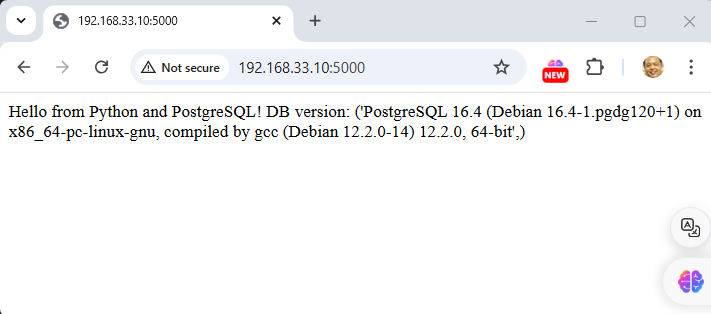 192.168.33.10:5000
Not secure 192.168.33.10:5000
NEW
Hello from Python and PostgreSQL! DB version: ('PostgreSQL 16.4 (Debian 16.4-1.pgdg120+1) on
x86_64-pc-linux-gnu, compiled by gcc (Debian 12.2.0-14) 12.2.0, 64-bit',)